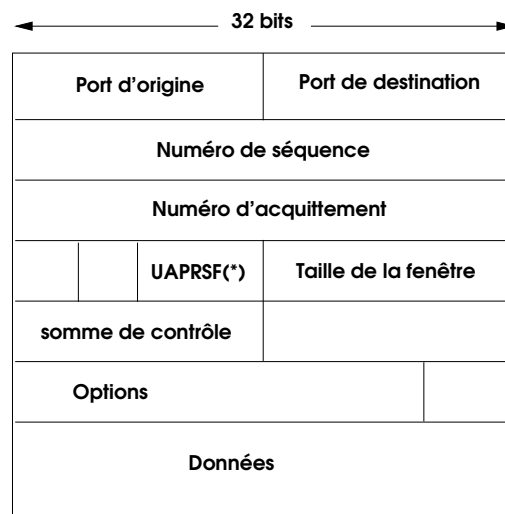 32 bits
Port d'origine
Port de destination
Numéro de séquence
Numéro d'acquittement
UAPRSF(*)
Taille de la fenêtre
somme de contrôle
Options
Données